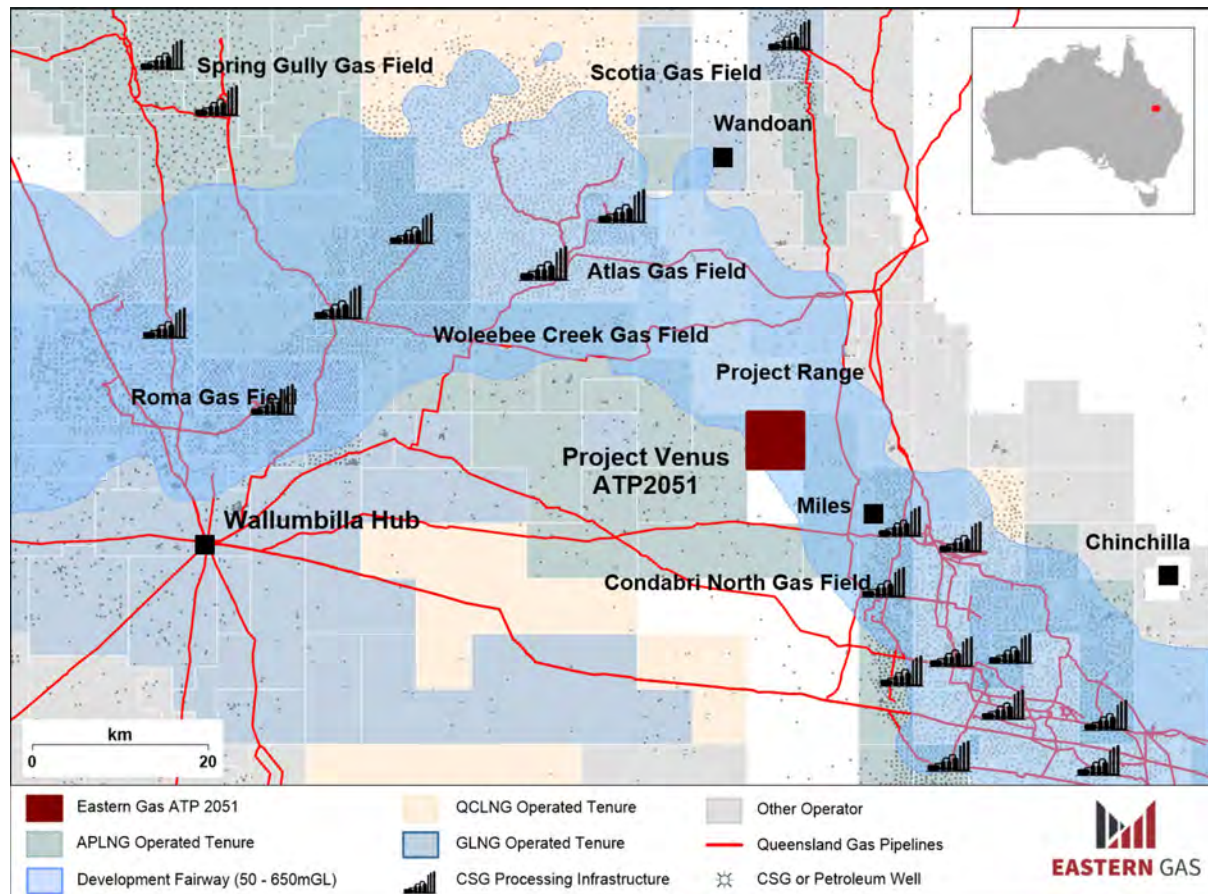 Spring Gully Gas Field
Scotia Gas Field
Wandoan
Atlas Gas Field
Woleebee Creek Gas Field
Project Range
Roma Gas Field
Project Venus
ATP2051
Miles
Wallumbilla Hub
Chinchilla
Condabri North Gas Field
km
0 20
Eastern Gas ATP 2051
QCLNG Operated Tenure
Other Operator
APLNG Operated Tenure
GLNG Operated Tenure
Queensland Gas Pipelines
Development Fairway (50 - 650mGL)
CSG Processing Infrastructure
CSG or Petroleum Well
EASTERN GAS